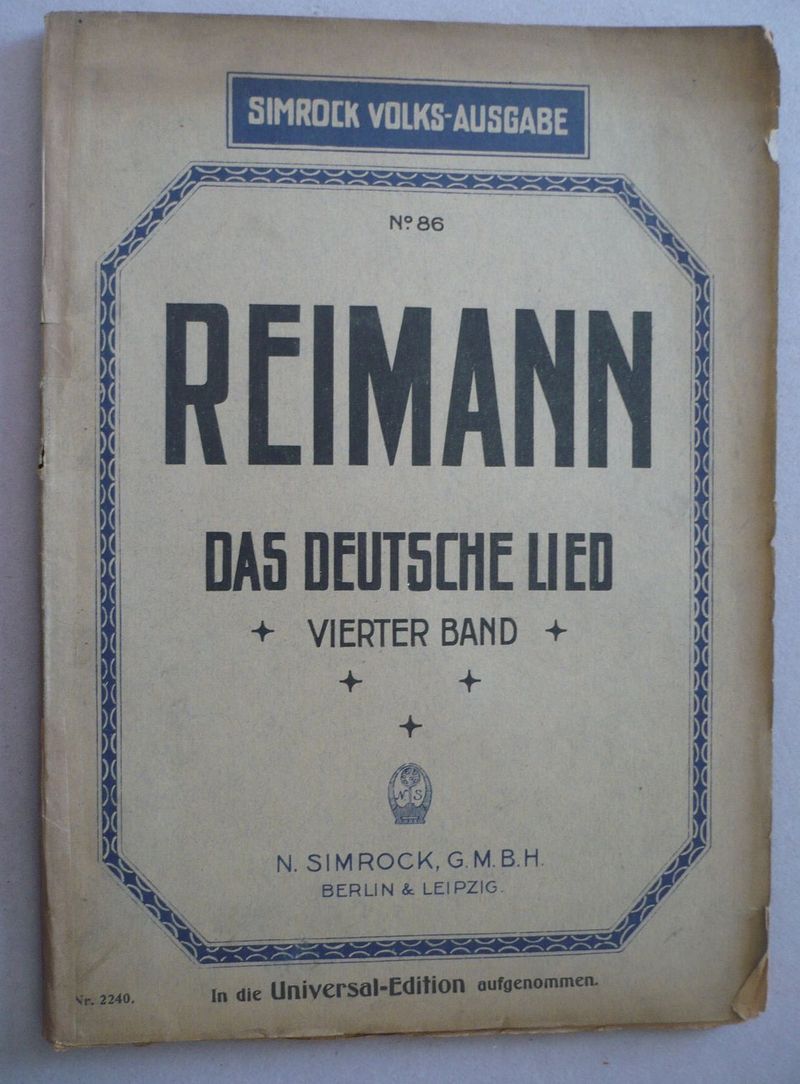 SIMROCK VOLKS-AUSGABE
No. 86
REIMANN
DAS DEUTSCHE LIED
VIERTER BAND
N S
N. SIMROCK, G.M.B.H.
BERLIN & LEIPZIG.
In die Universal-Edition aufgenommen.
Nr. 2240.